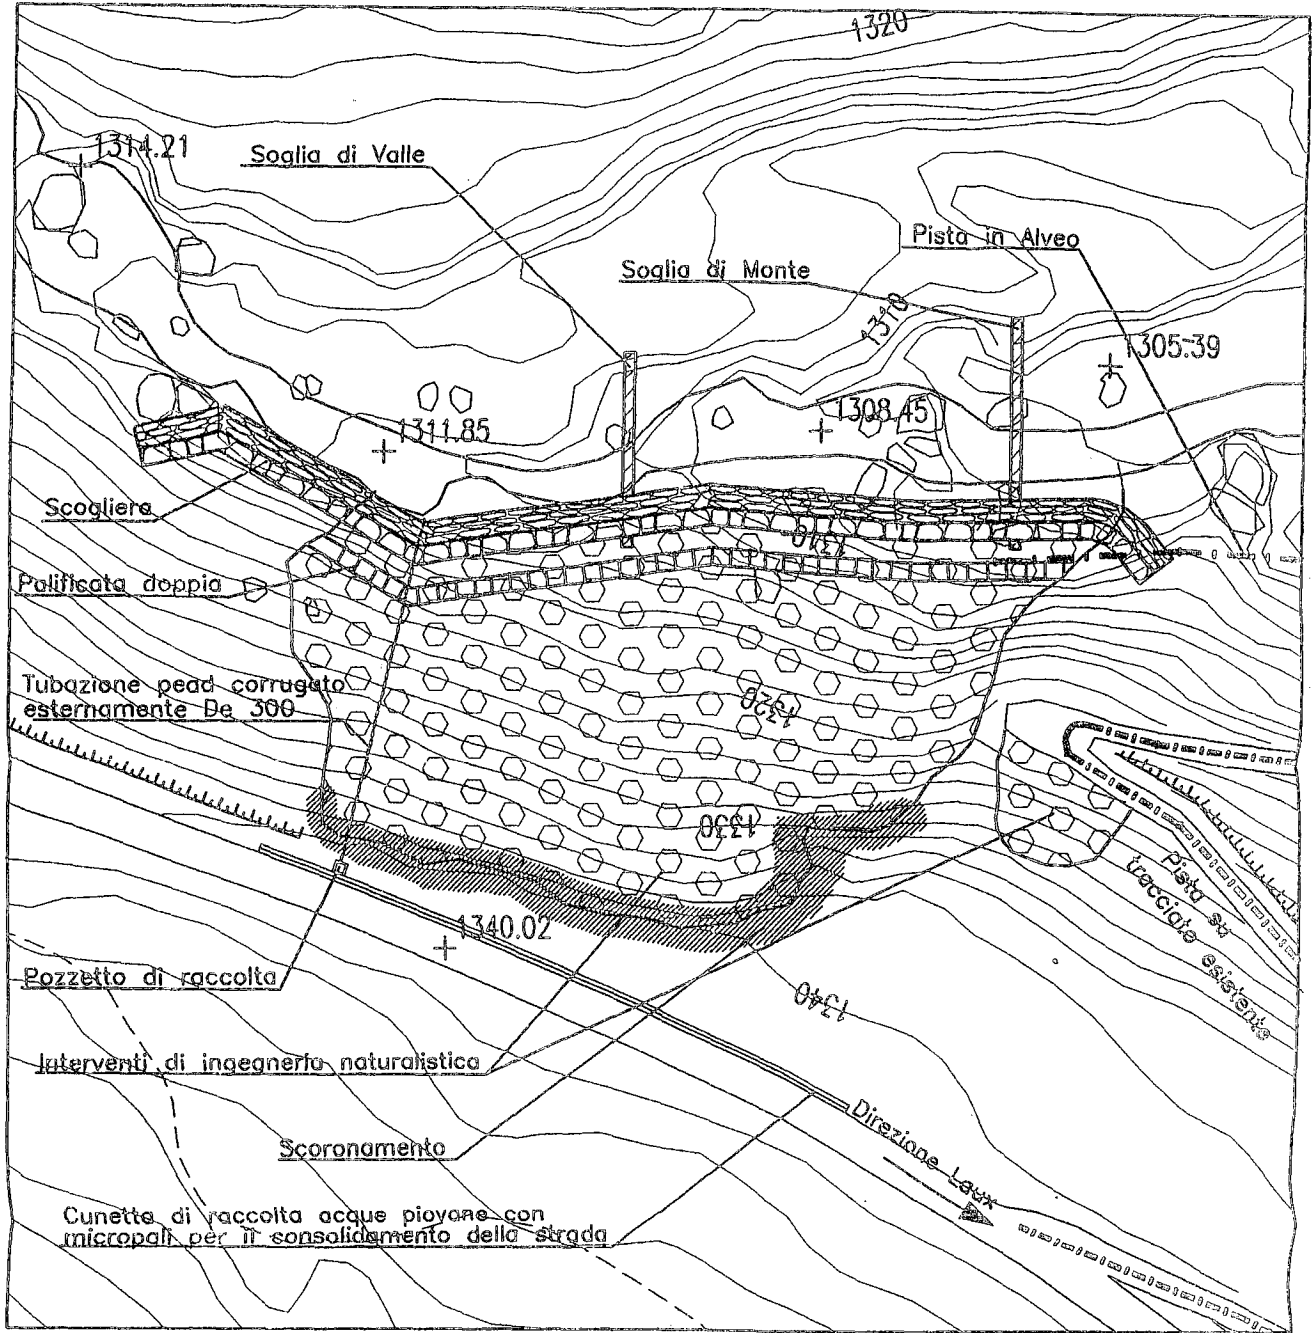 1320
1314.21
Soglia di Valle
Pista in Alveo
Soglia di Monte
1310
1305.39
1308.45
1311.85
Scogliera
1310
Palificata doppia
Tubazione pead corrugato
esternamente De 300
1320
1330
Pista su
tracciato esistente
1340.02
Pozzetto di raccolta
1340
Interventi di ingegneria naturalistica
Direzione Laux
Scoronamento
Cunetta di raccolta acque piovane con
micropali per il consolidamento della strada